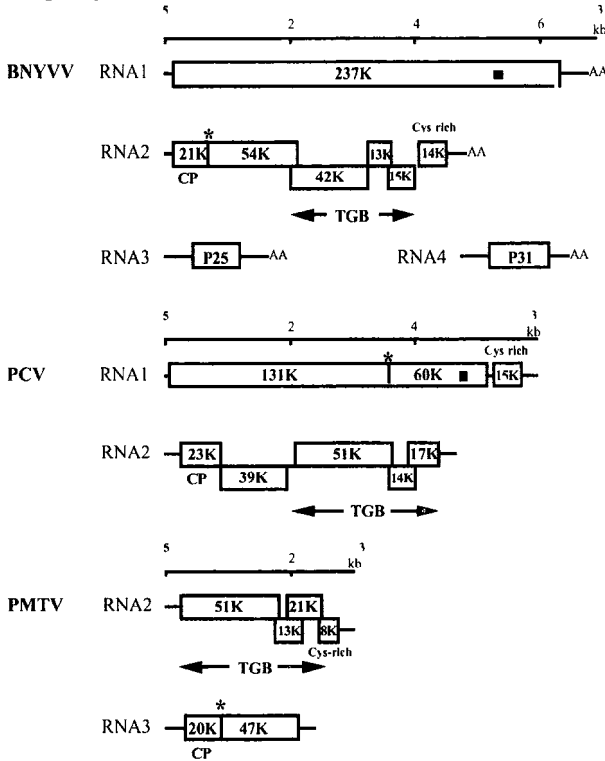 5 2 4 6 3
kb
BNYVV RNA1 237K AA
Cys rich
*
RNA2 21K 54K 13K 14K AA
CP 42K 15K
TGB
RNA3 P25 AA RNA4 P31 AA
5 2 4 3
kb
* Cys rich
PCV RNA1 131K 60K 15K
RNA2 23K 51K 17K
CP 39K 14K
TGB
5 2 3
kb
PMTV RNA2 51K 21K
13K 8K
Cys-rich
TGB
*
RNA3 20K 47K
CP